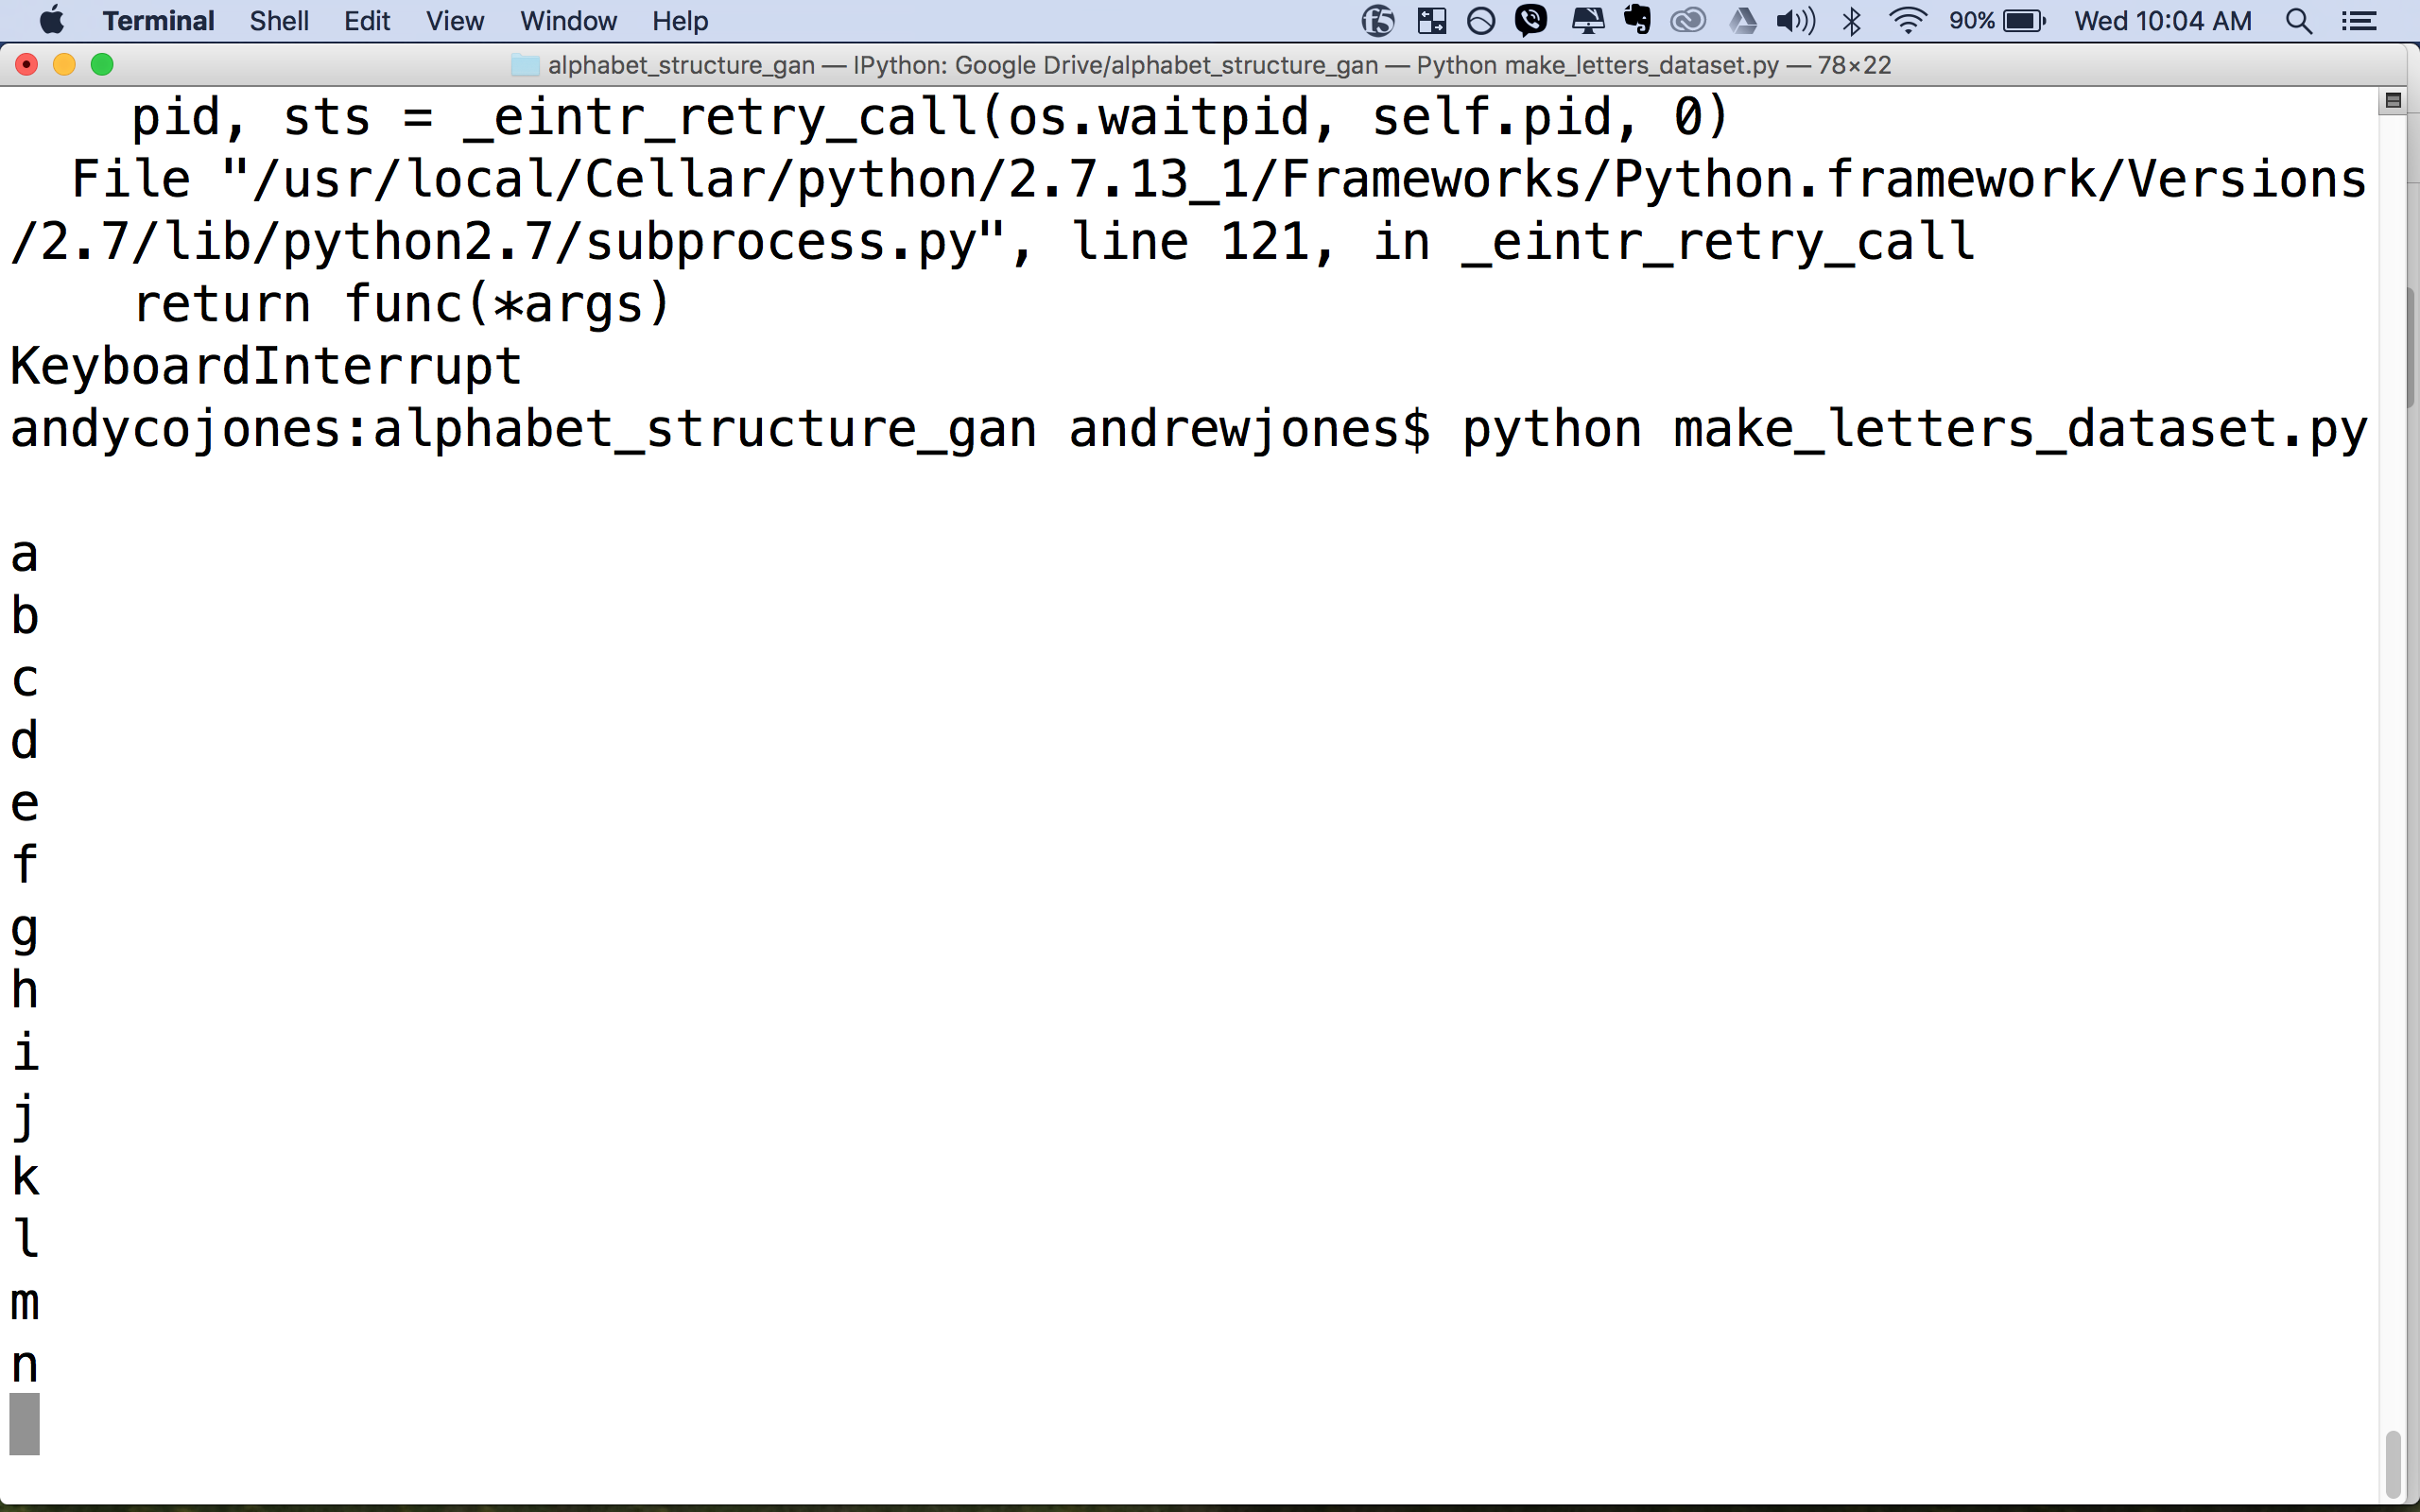 Terminal Shell Edit View Window Help f5 90% Wed 10:04 AM
alphabet_structure_gan — IPython: Google Drive/alphabet_structure_gan — Python make_letters_dataset.py — 78×22
    pid, sts = _eintr_retry_call(os.waitpid, self.pid, 0)
  File "/usr/local/Cellar/python/2.7.13_1/Frameworks/Python.framework/Versions
/2.7/lib/python2.7/subprocess.py", line 121, in _eintr_retry_call
    return func(*args)
KeyboardInterrupt
andycojones:alphabet_structure_gan andrewjones$ python make_letters_dataset.py
a
b
c
d
e
f
g
h
i
j
k
l
m
n